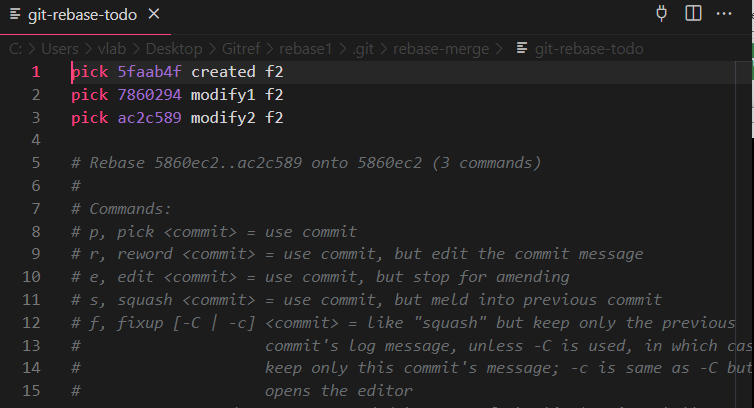 git-rebase-todo
C: > Users > vlab > Desktop > Gitref > rebase1 > .git > rebase-merge > git-rebase-todo
1 pick 5faab4f created f2
2 pick 7860294 modify1 f2
3 pick ac2c589 modify2 f2
4
5 # Rebase 5860ec2..ac2c589 onto 5860ec2 (3 commands)
6 #
7 # Commands:
8 # p, pick <commit> = use commit
9 # r, reword <commit> = use commit, but edit the commit message
10 # e, edit <commit> = use commit, but stop for amending
11 # s, squash <commit> = use commit, but meld into previous commit
12 # f, fixup [-C | -c] <commit> = like "squash" but keep only the previous
13 # commit's log message, unless -C is used, in which cas
14 # keep only this commit's message; -c is same as -C but
15 # opens the editor